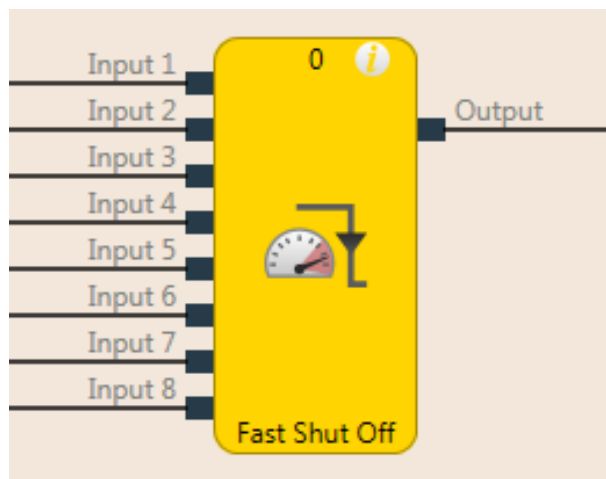 0 i
Input 1
Input 2
Output
Input 3
Input 4
Input 5
Input 6
Input 7
Input 8
Fast Shut Off